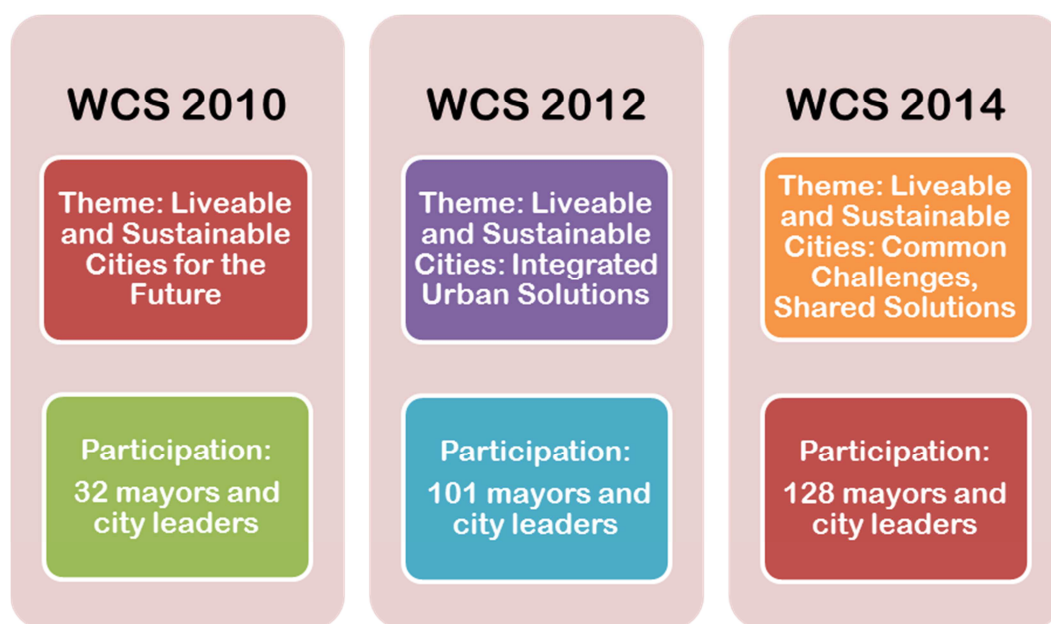 WCS 2010
Theme: Liveable
and Sustainable
Cities for the
Future
Participation:
32 mayors and
city leaders
WCS 2012
Theme: Liveable
and Sustainable
Cities: Integrated
Urban Solutions
Participation:
101 mayors and
city leaders
WCS 2014
Theme: Liveable
and Sustainable
Cities: Common
Challenges,
Shared Solutions
Participation:
128 mayors and
city leaders